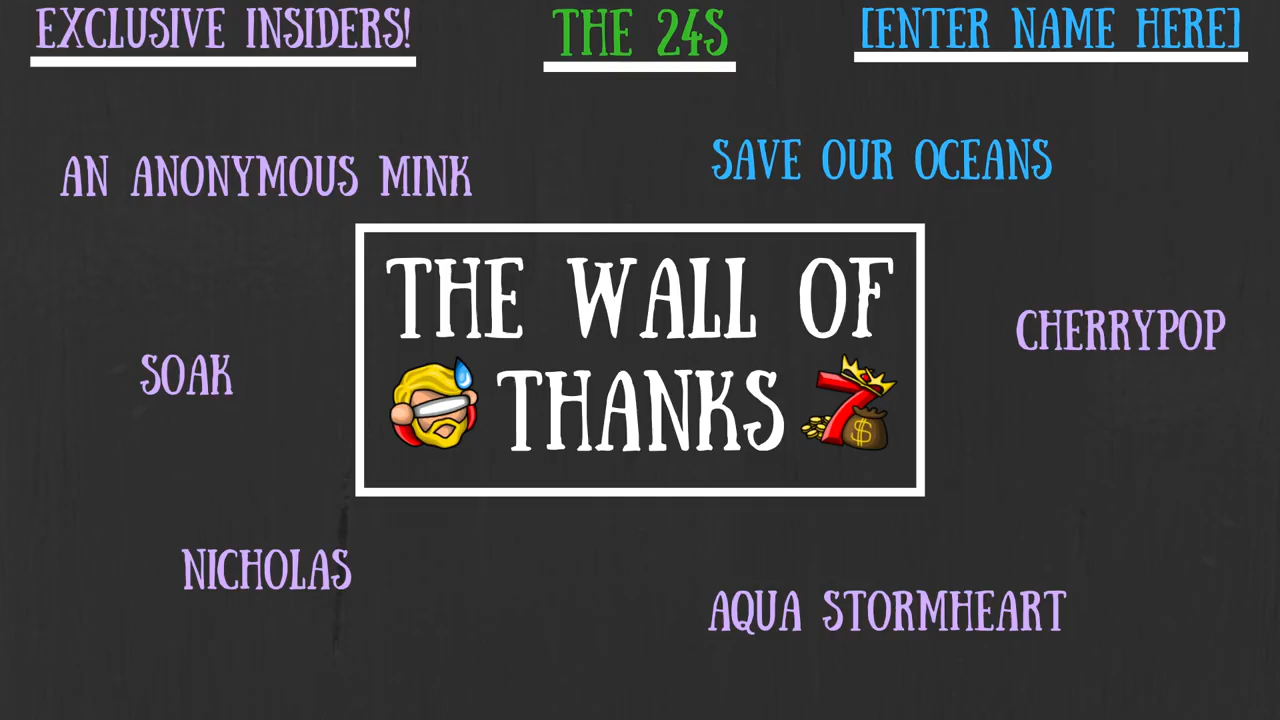 EXCLUSIVE INSIDERS!
THE 24S
[ENTER NAME HERE]
AN ANONYMOUS MINK
SAVE OUR OCEANS
THE WALL OF
THANKS
7
$
CHERRYPOP
SOAK
NICHOLAS
AQUA STORMHEART